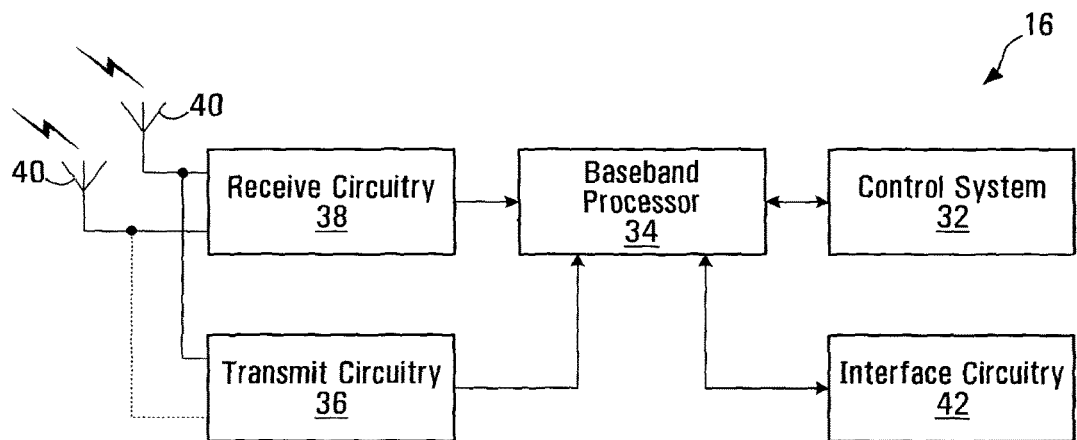 16
40
40
Receive Circuitry
38
Baseband
Processor
34
Control System
32
Transmit Circuitry
36
Interface Circuitry
42